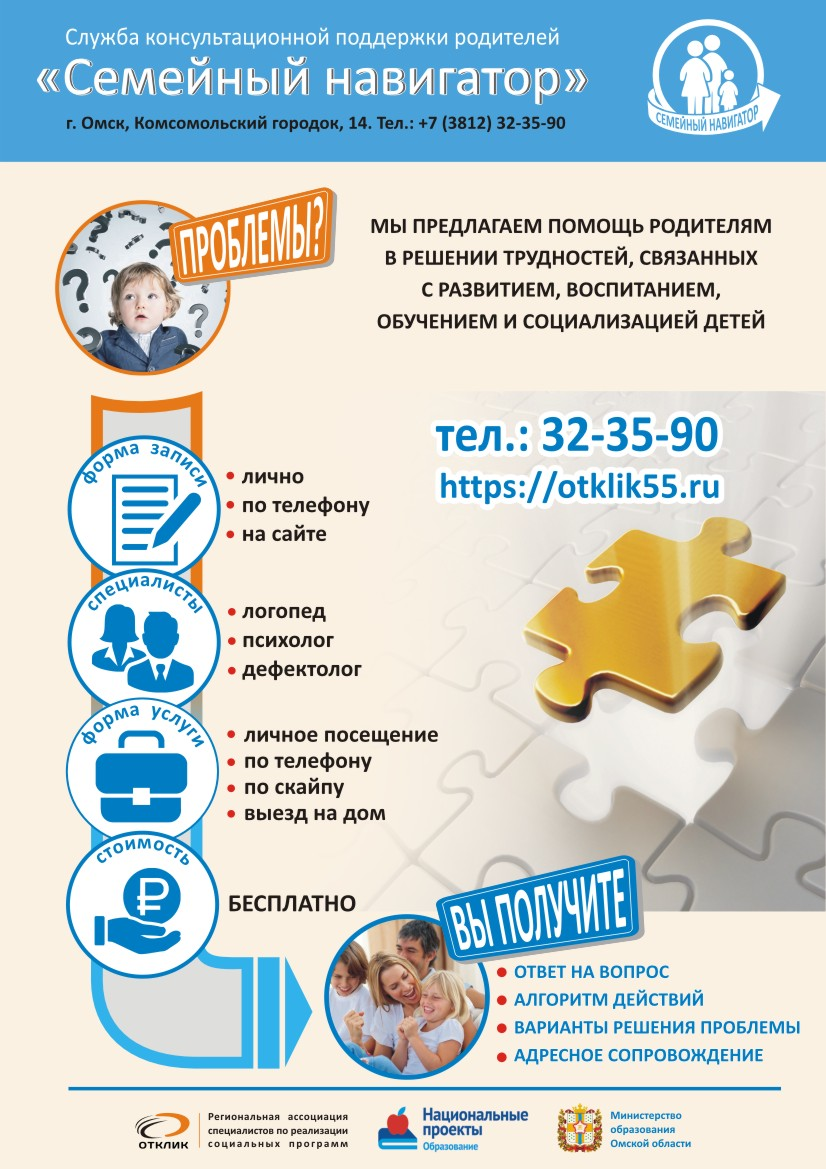 Служба консультационной поддержки родителей
«Семейный навигатор»
г. Омск, Комсомольский городок, 14. Тел.: +7 (3812) 32-35-90
СЕМЕЙНЫЙ НАВИГАТОР
ПРОБЛЕМЫ?
МЫ ПРЕДЛАГАЕМ ПОМОЩЬ РОДИТЕЛЯМ
В РЕШЕНИИ ТРУДНОСТЕЙ, СВЯЗАННЫХ
С РАЗВИТИЕМ, ВОСПИТАНИЕМ,
ОБУЧЕНИЕМ И СОЦИАЛИЗАЦИЕЙ ДЕТЕЙ
тел.: 32-35-90
https://otklik55.ru
форма записи
• лично
• по телефону
• на сайте
специалисты
• логопед
• психолог
• дефектолог
форма услуги
• личное посещение
• по телефону
• по скайпу
• выезд на дом
стоимость
БЕСПЛАТНО
ВЫ ПОЛУЧИТЕ
• ОТВЕТ НА ВОПРОС
• АЛГОРИТМ ДЕЙСТВИЙ
• ВАРИАНТЫ РЕШЕНИЯ ПРОБЛЕМЫ
• АДРЕСНОЕ СОПРОВОЖДЕНИЕ
ОТКЛИК
Региональная ассоциация
специалистов по реализации
социальных программ
Национальные
проекты
Образование
Министерство
образования
Омской области